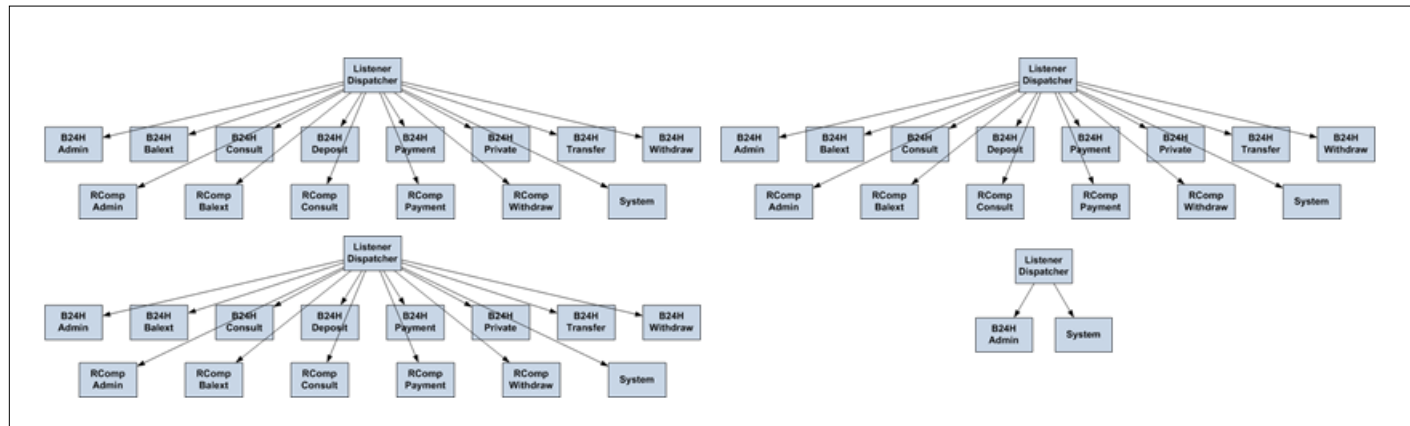 Listener
Dispatcher
B24H
Admin
B24H
Balext
B24H
Consult
B24H
Deposit
B24H
Payment
B24H
Private
B24H
Transfer
B24H
Withdraw
RComp
Admin
RComp
Balext
RComp
Consult
RComp
Payment
RComp
Withdraw
System
Listener
Dispatcher
B24H
Admin
B24H
Balext
B24H
Consult
B24H
Deposit
B24H
Payment
B24H
Private
B24H
Transfer
B24H
Withdraw
RComp
Admin
RComp
Balext
RComp
Consult
RComp
Payment
RComp
Withdraw
System
Listener
Dispatcher
B24H
Admin
B24H
Balext
B24H
Consult
B24H
Deposit
B24H
Payment
B24H
Private
B24H
Transfer
B24H
Withdraw
RComp
Admin
RComp
Balext
RComp
Consult
RComp
Payment
RComp
Withdraw
System
Listener
Dispatcher
B24H
Admin
System